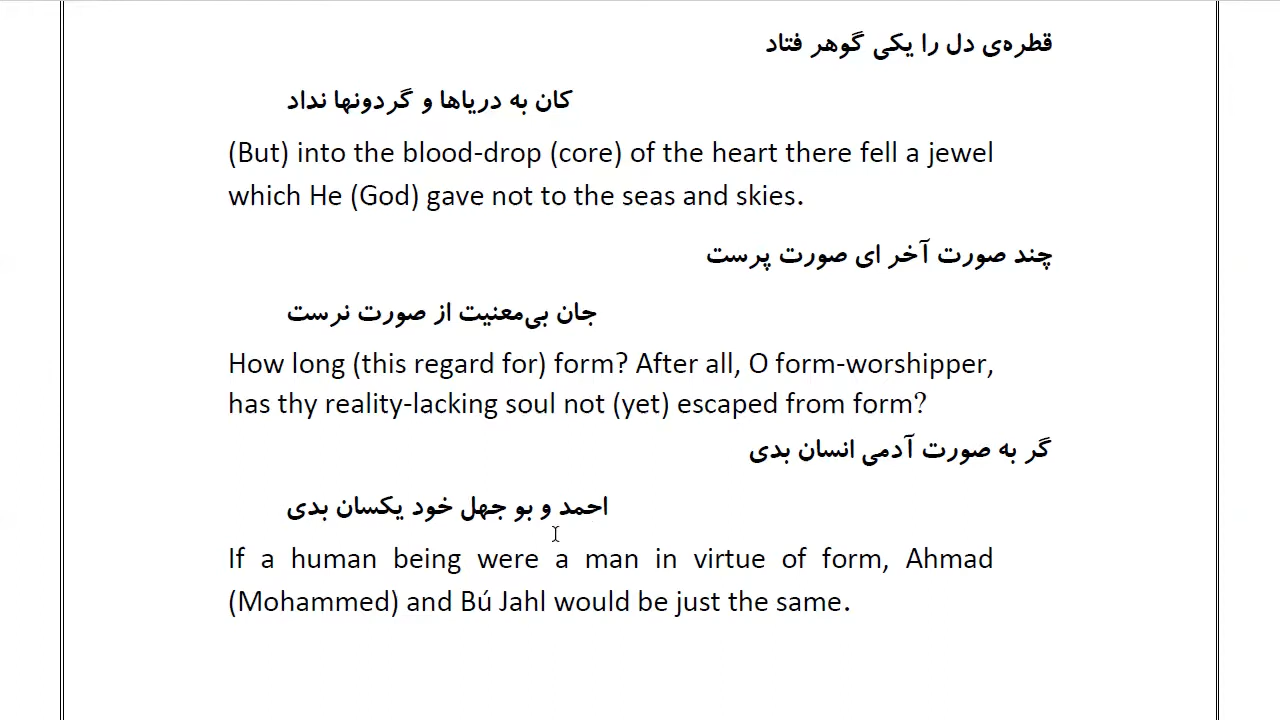 قطره‌ی دل را یکی گوهر فتاد
کان به دریاها و گردونها نداد
(But) into the blood-drop (core) of the heart there fell a jewel
which He (God) gave not to the seas and skies.
چند صورت آخر ای صورت پرست
جان بی‌معنیت از صورت نرست
How long (this regard for) form? After all, O form-worshipper,
has thy reality-lacking soul not (yet) escaped from form?
گر به صورت آدمی انسان بدی
احمد و بو جهل خود یکسان بدی
If a human being were a man in virtue of form, Ahmad
(Mohammed) and Bú Jahl would be just the same.